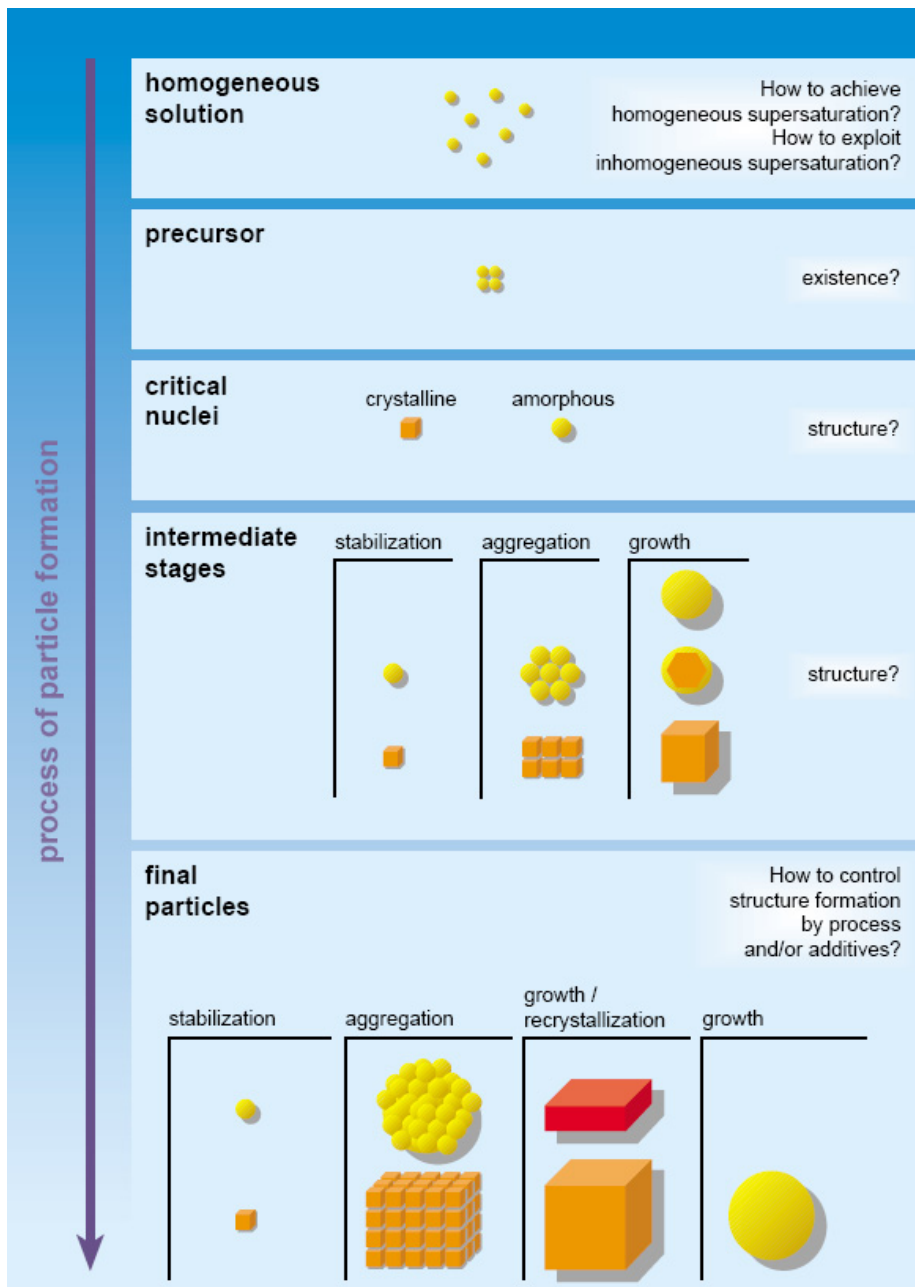 process of particle formation
homogeneous
solution
How to achieve
homogeneous supersaturation?
How to exploit
inhomogeneous supersaturation?
precursor
existence?
critical
nuclei
crystalline
amorphous
structure?
intermediate
stages
stabilization
aggregation
growth
structure?
final
particles
How to control
structure formation
by process
and/or additives?
stabilization
aggregation
growth /
recrystallization
growth